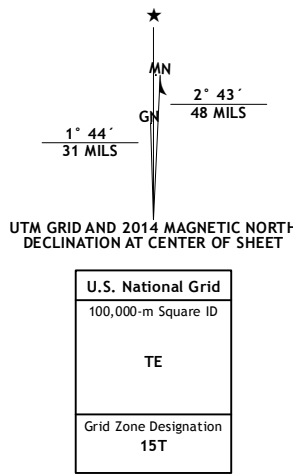 MN
GN
2° 43´
48 MILS
1° 44´
31 MILS
UTM GRID AND 2014 MAGNETIC NORTH
DECLINATION AT CENTER OF SHEET
U.S. National Grid
100,000-m Square ID
TE
Grid Zone Designation
15T